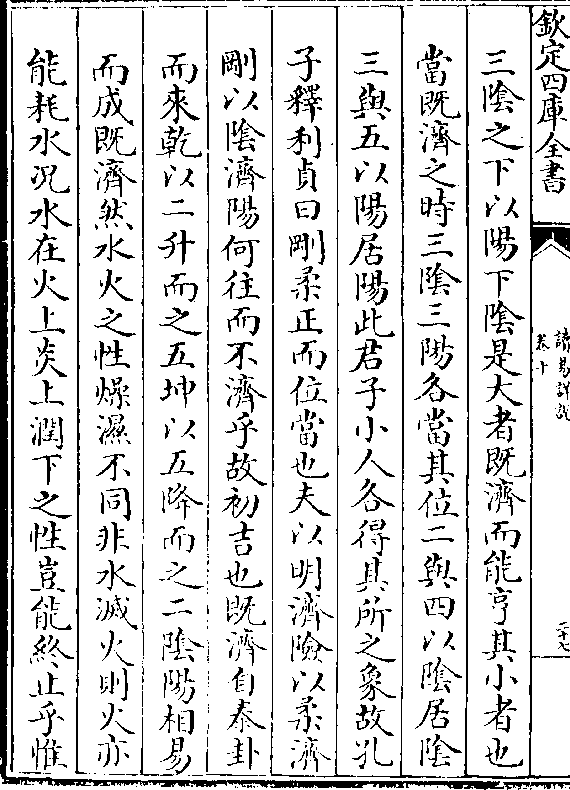 欽定四庫全書
讀易詳說
卷十
二十七
三陰之下以陽下陰是大者既濟而能亨其小者也
當既濟之時三陰三陽各當其位二與四以陰居陰
三與五以陽居陽此君子小人各得其所之象故孔
子釋利貞曰剛柔正而位當也夫以明濟險以柔濟
剛以陰濟陽何往而不濟乎故初吉也既濟自泰卦
而來乾以二升而之五坤以五降而之二陰陽相易
而成既濟然水火之性燥濕不同非水滅火則火亦
能耗水況水在火上炎上潤下之性豈能終止乎惟